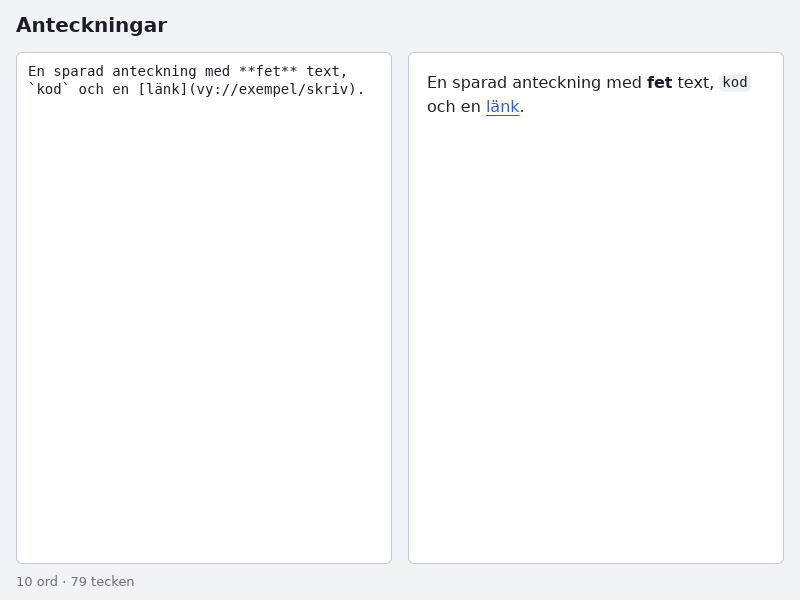 Anteckningar
En sparad anteckning med **fet** text,
`kod` och en [länk](vy://exempel/skriv).
En sparad anteckning med fet text, kod
och en länk.
10 ord · 79 tecken